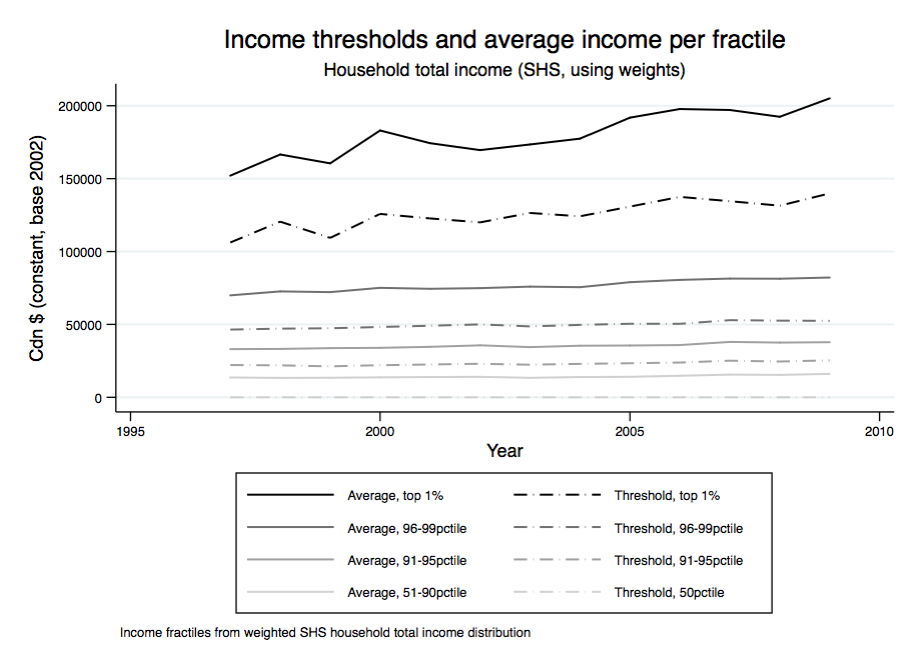 Income thresholds and average income per fractile
Household total income (SHS, using weights)
Cdn $ (constant, base 2002)
200000
150000
100000
50000
0
1995
2000
2005
2010
Year
Average, top 1%
Threshold, top 1%
Average, 96-99pctile
Threshold, 96-99pctile
Average, 91-95pctile
Threshold, 91-95pctile
Average, 51-90pctile
Threshold, 50pctile
Income fractiles from weighted SHS household total income distribution